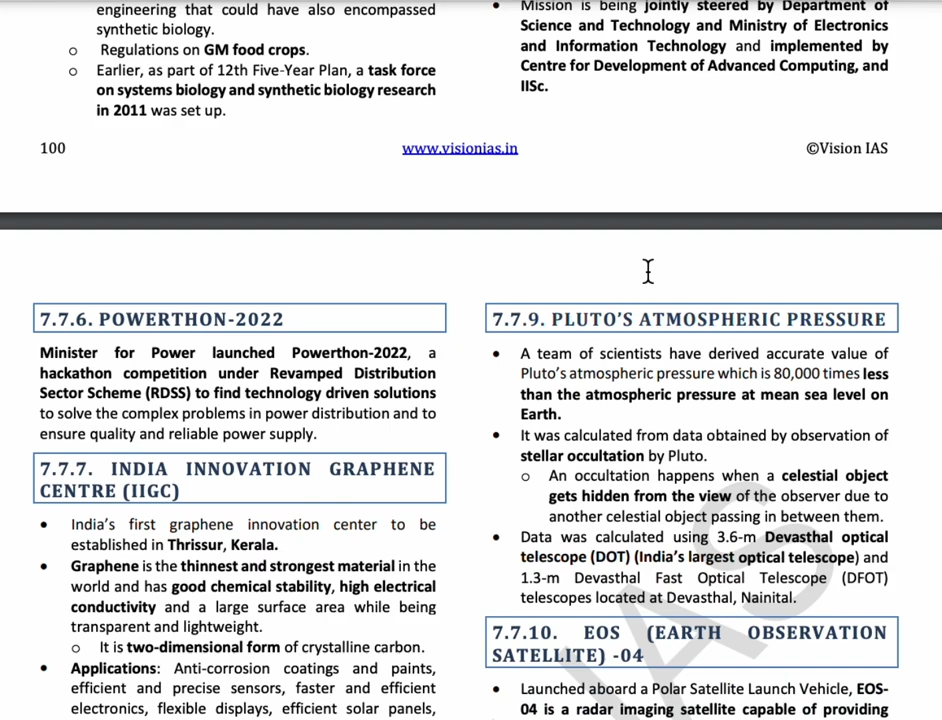 engineering that could have also encompassed
synthetic biology.
o Regulations on GM food crops.
o Earlier, as part of 12th Five-Year Plan, a task force
on systems biology and synthetic biology research
in 2011 was set up.
• Mission is being jointly steered by Department of
Science and Technology and Ministry of Electronics
and Information Technology and implemented by
Centre for Development of Advanced Computing, and
IISc.
100
www.visionias.in
©Vision IAS
7.7.6. POWERTHON-2022
Minister for Power launched Powerthon-2022, a
hackathon competition under Revamped Distribution
Sector Scheme (RDSS) to find technology driven solutions
to solve the complex problems in power distribution and to
ensure quality and reliable power supply.
7.7.7. INDIA INNOVATION GRAPHENE
CENTRE (IIGC)
• India's first graphene innovation center to be
established in Thrissur, Kerala.
• Graphene is the thinnest and strongest material in the
world and has good chemical stability, high electrical
conductivity and a large surface area while being
transparent and lightweight.
o It is two-dimensional form of crystalline carbon.
• Applications: Anti-corrosion coatings and paints,
efficient and precise sensors, faster and efficient
electronics, flexible displays, efficient solar panels,
7.7.9. PLUTO'S ATMOSPHERIC PRESSURE
• A team of scientists have derived accurate value of
Pluto's atmospheric pressure which is 80,000 times less
than the atmospheric pressure at mean sea level on
Earth.
• It was calculated from data obtained by observation of
stellar occultation by Pluto.
o An occultation happens when a celestial object
gets hidden from the view of the observer due to
another celestial object passing in between them.
• Data was calculated using 3.6-m Devasthal optical
telescope (DOT) (India's largest optical telescope) and
1.3-m Devasthal Fast Optical Telescope (DFOT)
telescopes located at Devasthal, Nainital.
7.7.10. EOS (EARTH OBSERVATION
SATELLITE) -04
• Launched aboard a Polar Satellite Launch Vehicle, EOS-
04 is a radar imaging satellite capable of providing
IAS